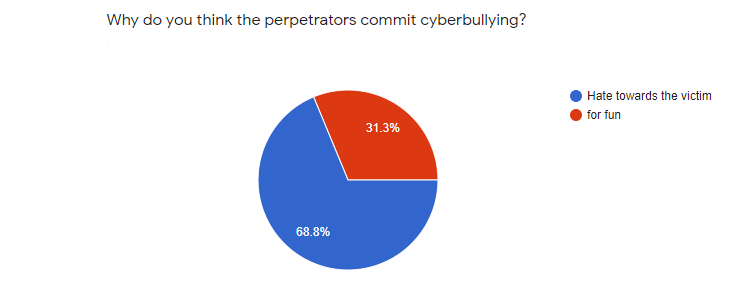 Why do you think the perpetrators commit cyberbullying?
Hate towards the victim
for fun
31.3%
68.8%